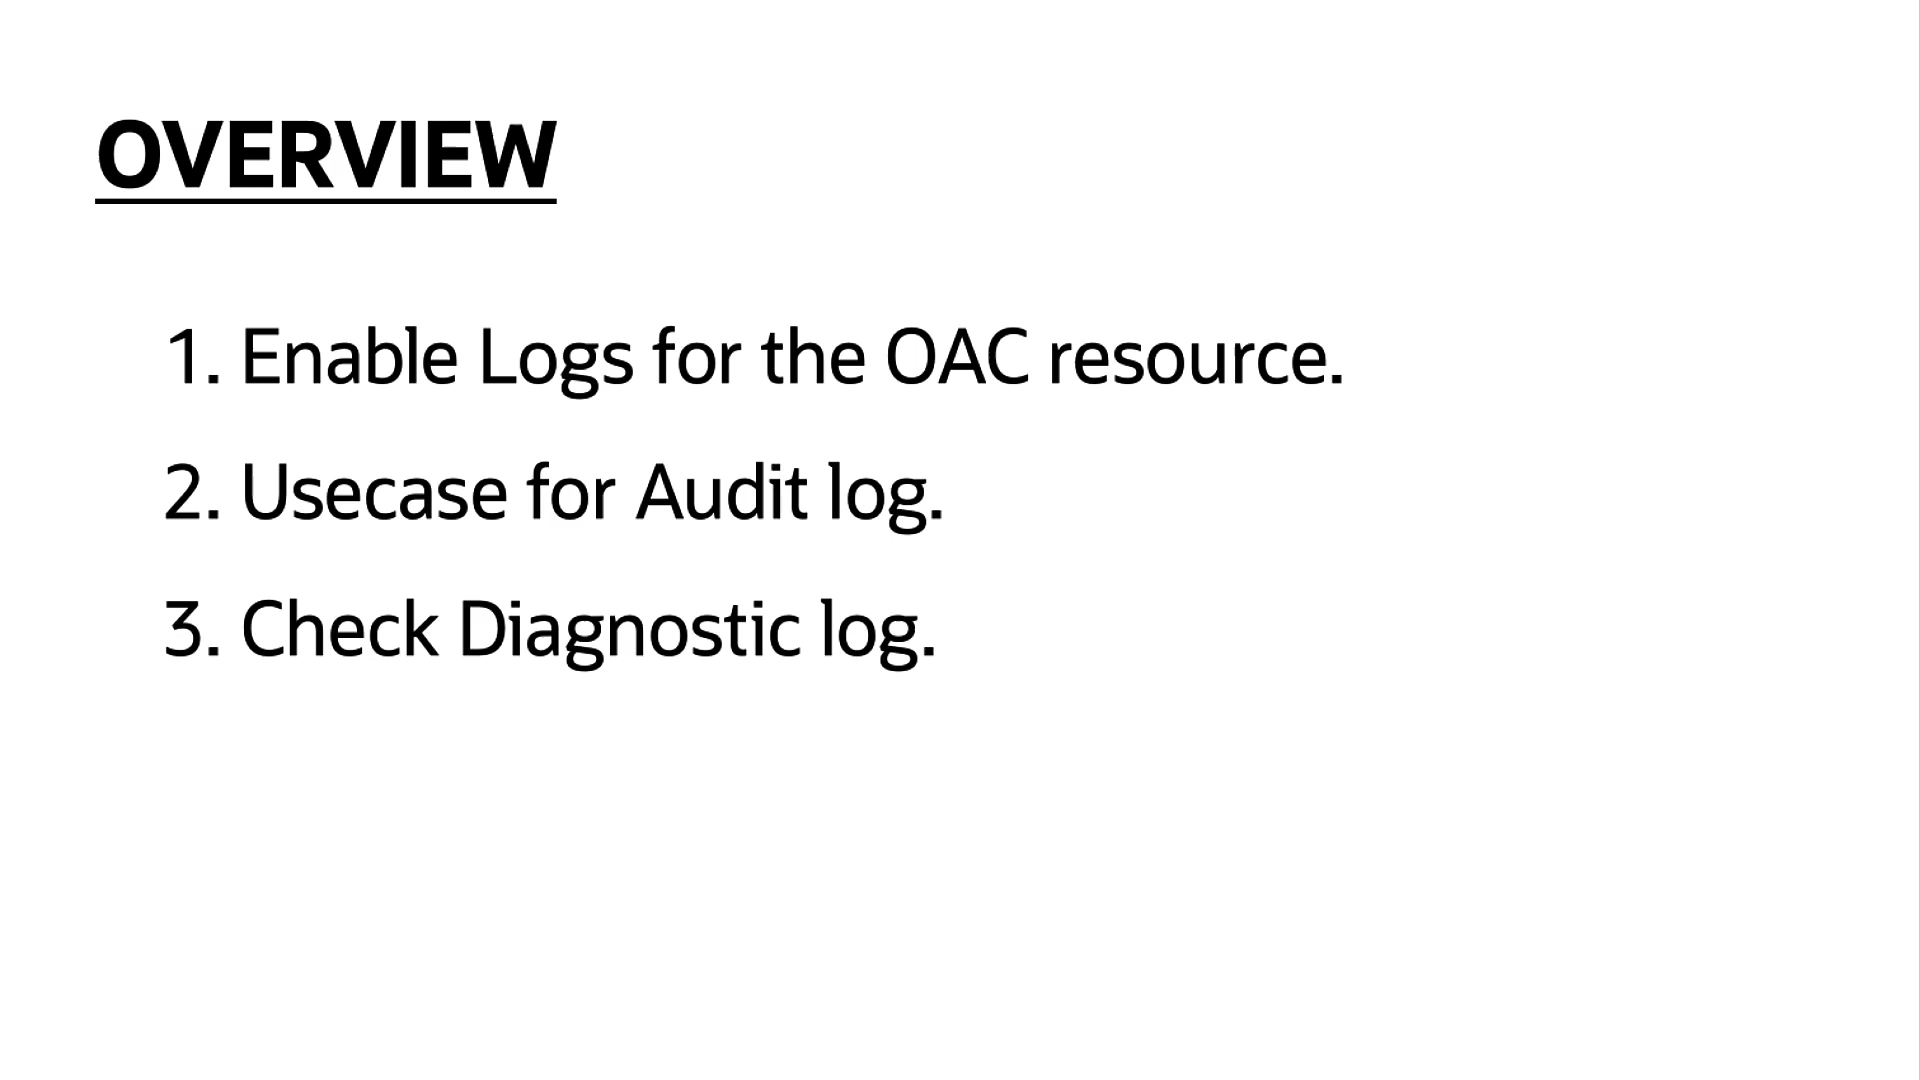 OVERVIEW
1. Enable Logs for the OAC resource.
2. Usecase for Audit log.
3. Check Diagnostic log.